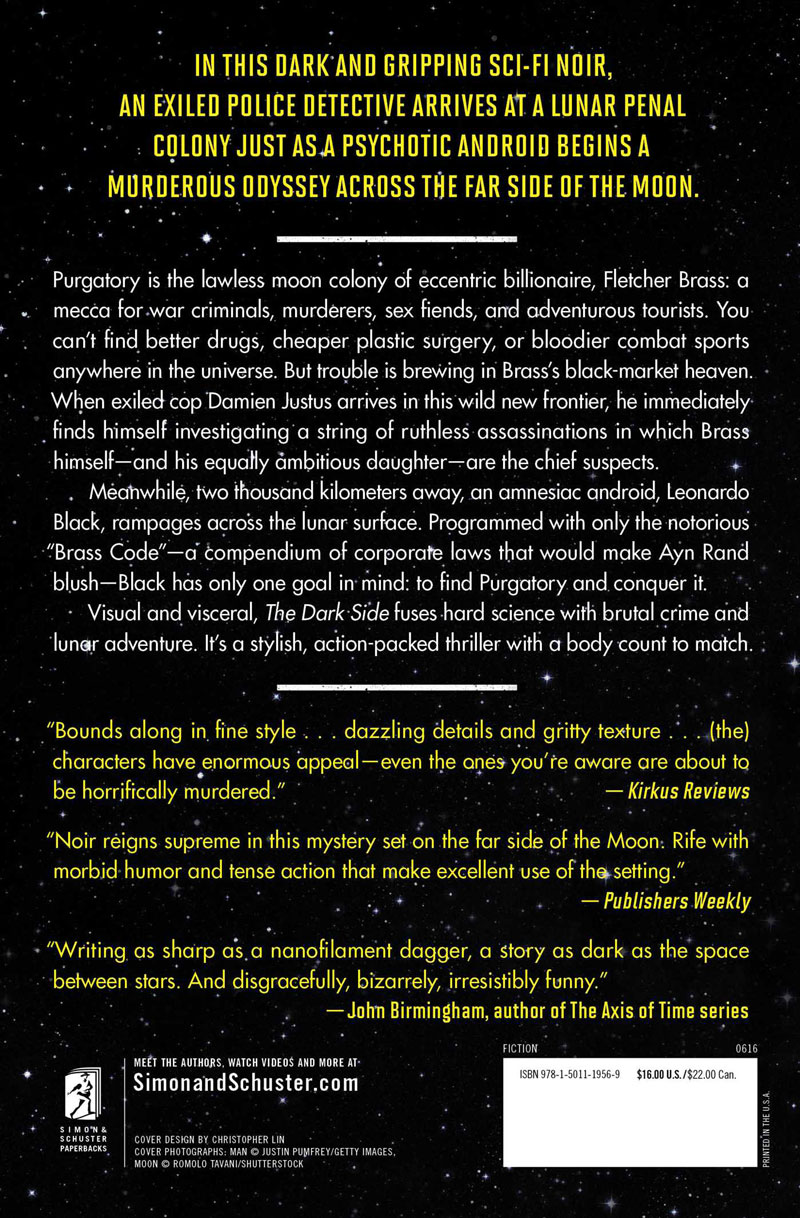 IN THIS DARK AND GRIPPING SCI-FI NOIR,
AN EXILED POLICE DETECTIVE ARRIVES AT A LUNAR PENAL
COLONY JUST AS A PSYCHOTIC ANDROID BEGINS A
MURDEROUS ODYSSEY ACROSS THE FAR SIDE OF THE MOON.
Purgatory is the lawless moon colony of eccentric billionaire, Fletcher Brass: a
mecca for war criminals, murderers, sex fiends, and adventurous tourists. You
can't find better drugs, cheaper plastic surgery, or bloodier combat sports
anywhere in the universe. But trouble is brewing in Brass's black-market heaven.
When exiled cop Damien Justus arrives in this wild new frontier, he immediately
finds himself investigating a string of ruthless assassinations in which Brass
himself—and his equally ambitious daughter—are the chief suspects.
Meanwhile, two thousand kilometers away, an amnesiac android, Leonardo
Black, rampages across the lunar surface. Programmed with only the notorious
“Brass Code”—a compendium of corporate laws that would make Ayn Rand
blush—Black has only one goal in mind: to find Purgatory and conquer it.
Visual and visceral, The Dark Side fuses hard science with brutal crime and
lunar adventure. It's a stylish, action-packed thriller with a body count to match.
“Bounds along in fine style . . . dazzling details and gritty texture . . . (the)
characters have enormous appeal—even the ones you're aware are about to
be horrifically murdered.” — Kirkus Reviews
“Noir reigns supreme in this mystery set on the far side of the Moon. Rife with
morbid humor and tense action that make excellent use of the setting.”
— Publishers Weekly
“Writing as sharp as a nanofilament dagger, a story as dark as the space
between stars. And disgracefully, bizarrely, irresistibly funny.”
— John Birmingham, author of The Axis of Time series
SIMON &
SCHUSTER
PAPERBACKS
MEET THE AUTHORS, WATCH VIDEOS AND MORE AT
SimonandSchuster.com
COVER DESIGN BY CHRISTOPHER LIN
COVER PHOTOGRAPHS: MAN © JUSTIN PUMFREY/GETTY IMAGES,
MOON © ROMOLO TAVANI/SHUTTERSTOCK
FICTION 0616
ISBN 978-1-5011-1956-9 $16.00 U.S./$22.00 Can.
PRINTED IN THE U.S.A.